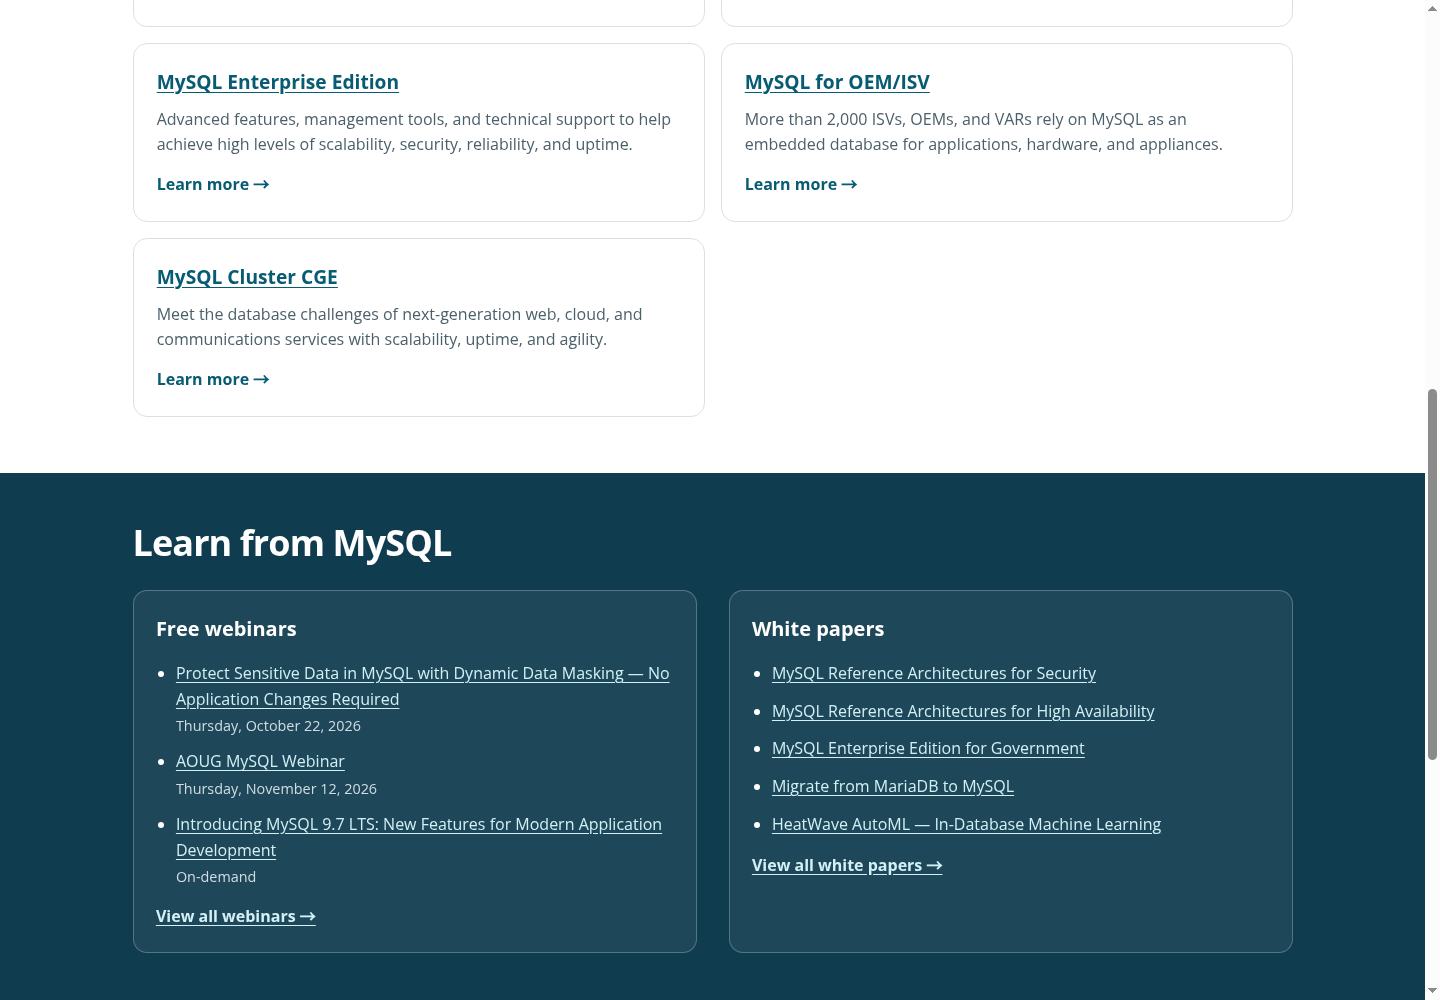 MySQL Enterprise Edition
Advanced features, management tools, and technical support to help
achieve high levels of scalability, security, reliability, and uptime.
Learn more →
MySQL for OEM/ISV
More than 2,000 ISVs, OEMs, and VARs rely on MySQL as an
embedded database for applications, hardware, and appliances.
Learn more →
MySQL Cluster CGE
Meet the database challenges of next-generation web, cloud, and
communications services with scalability, uptime, and agility.
Learn more →
Learn from MySQL
Free webinars
• Protect Sensitive Data in MySQL with Dynamic Data Masking — No
Application Changes Required
Thursday, October 22, 2026
• AOUG MySQL Webinar
Thursday, November 12, 2026
• Introducing MySQL 9.7 LTS: New Features for Modern Application
Development
On-demand
View all webinars →
White papers
• MySQL Reference Architectures for Security
• MySQL Reference Architectures for High Availability
• MySQL Enterprise Edition for Government
• Migrate from MariaDB to MySQL
• HeatWave AutoML — In-Database Machine Learning
View all white papers →